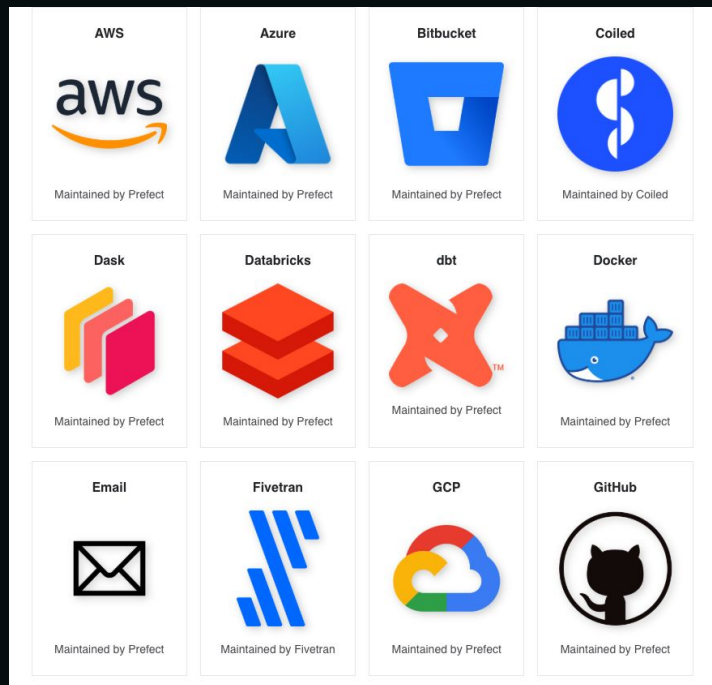 AWS
Azure
Bitbucket
Coiled
aws
Maintained by Prefect
Maintained by Prefect
Maintained by Prefect
Maintained by Coiled
Dask
Databricks
dbt
Docker
TM
Maintained by Prefect
Maintained by Prefect
Maintained by Prefect
Maintained by Prefect
Email
Fivetran
GCP
GitHub
Maintained by Prefect
Maintained by Fivetran
Maintained by Prefect
Maintained by Prefect